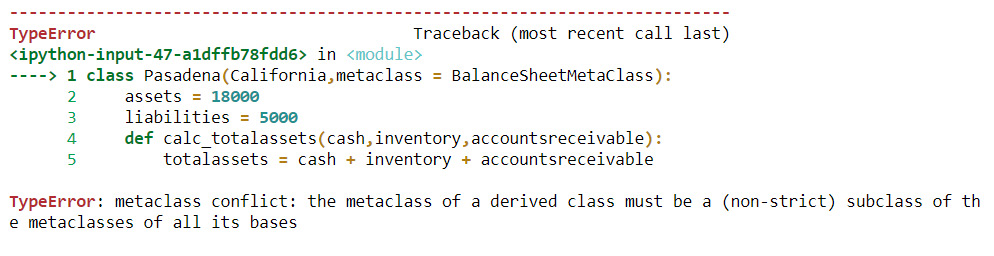 ---------------------------------------------------------------------------
TypeError                                 Traceback (most recent call last)
<ipython-input-47-a1dffb78fdd6> in <module>
----> 1 class Pasadena(California,metaclass = BalanceSheetMetaClass):
      2     assets = 18000
      3     liabilities = 5000
      4     def calc_totalassets(cash,inventory,accountsreceivable):
      5         totalassets = cash + inventory + accountsreceivable

TypeError: metaclass conflict: the metaclass of a derived class must be a (non-strict) subclass of th
e metaclasses of all its bases